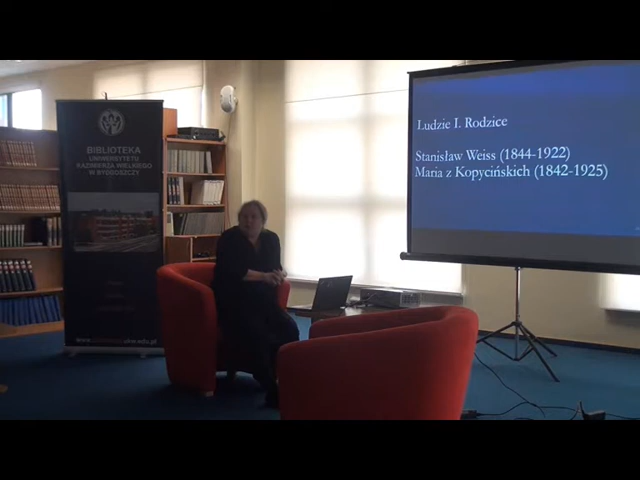 BIBLIOTEKA
UNIWERSYTETU
KAZIMIERZA WIELKIEGO
W BYDGOSZCZY
Ludzie I. Rodzice
Stanisław Weiss (1844-1922)
Maria z Kopycińskich (1842-1925)